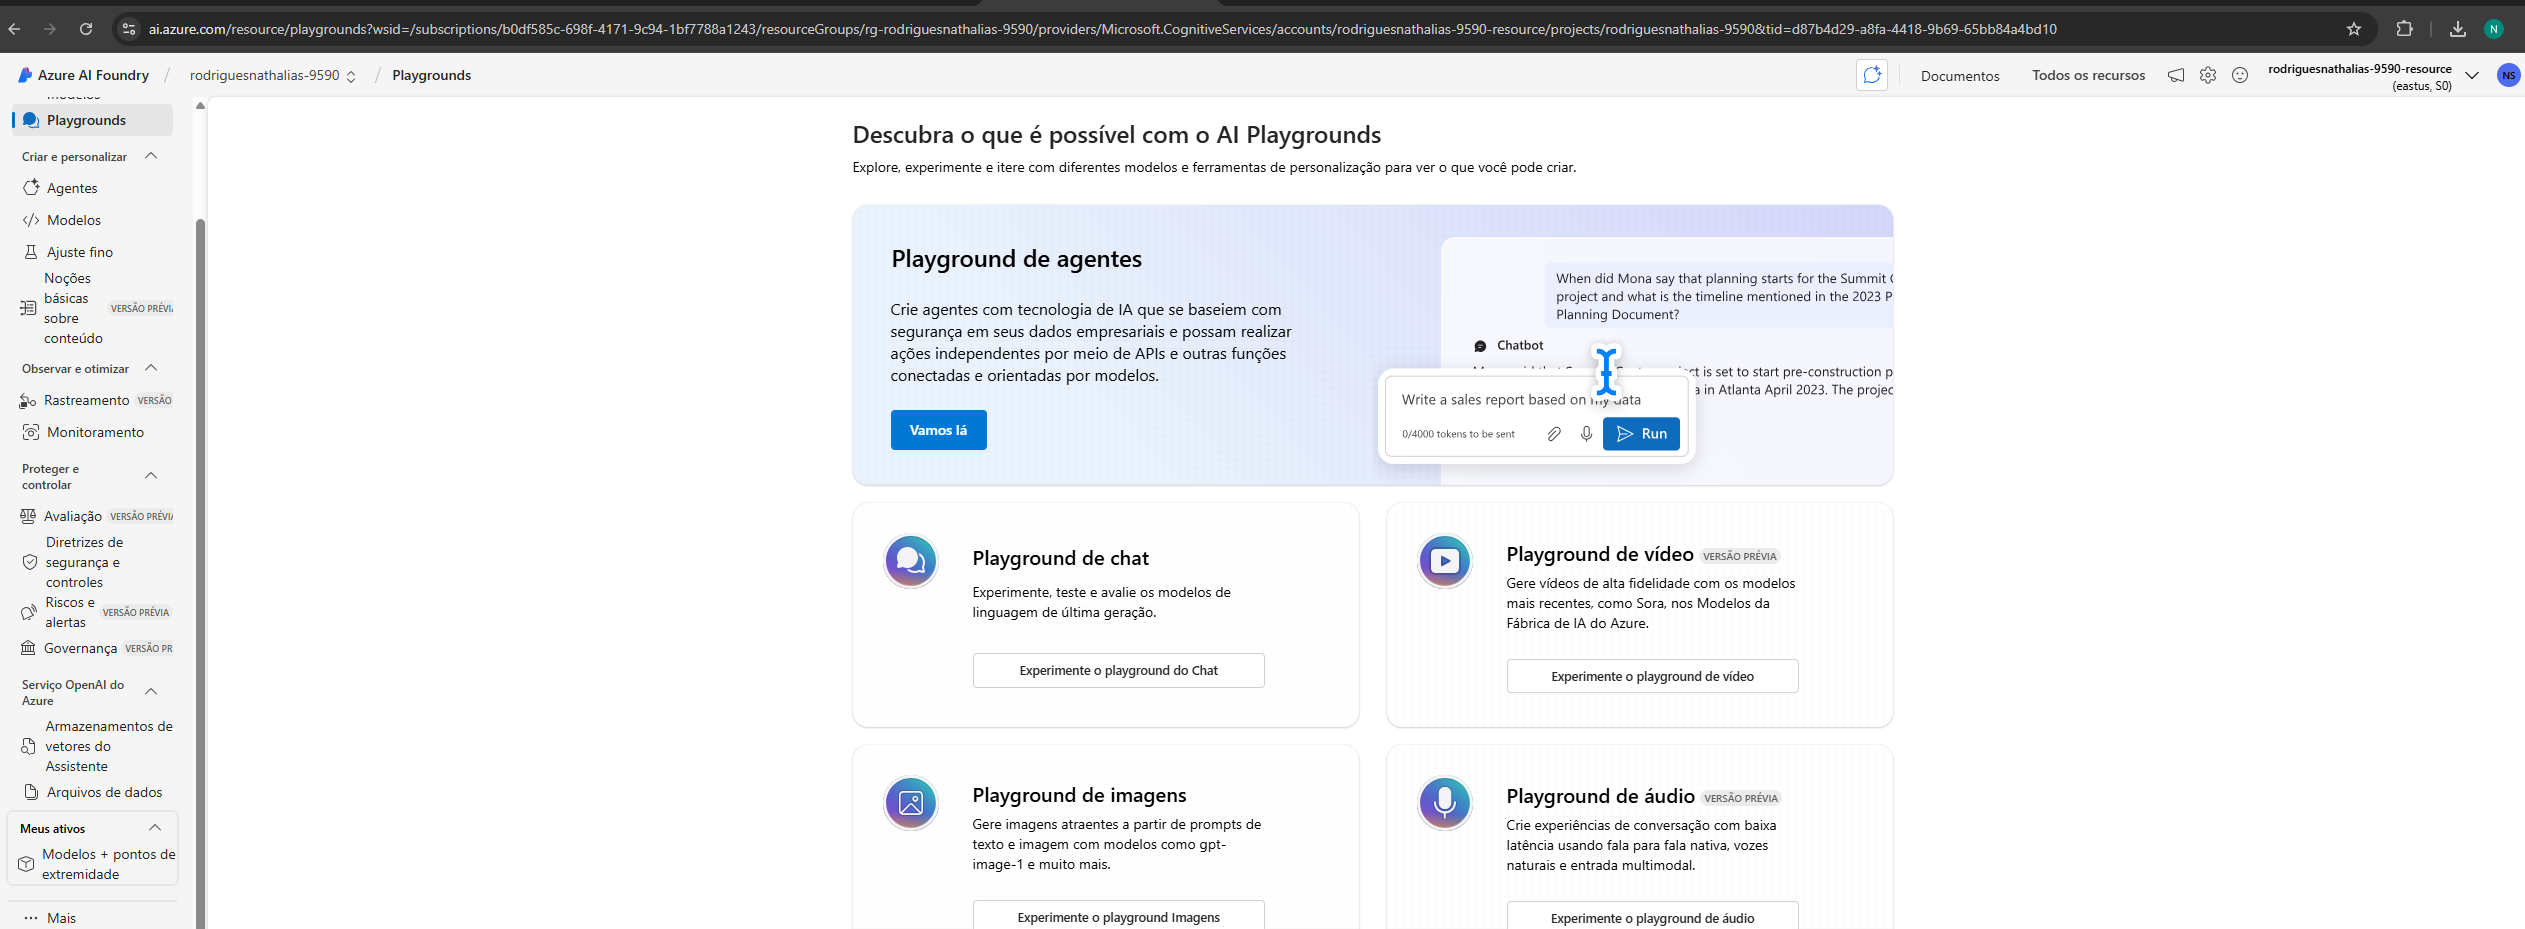 ai.azure.com/resource/playgrounds?wsid=/subscriptions/b0df585c-698f-4171-9c94-1bf7788a1243/resourceGroups/rg-rodriguesnathalias-9590/providers/Microsoft.CognitiveServices/accounts/rodriguesnathalias-9590-resource/projects/rodriguesnathalias-9590&tid=d87b4d29-a8fa-4418-9b69-65bb84a4bd10
N
Azure AI Foundry / rodriguesnathalias-9590 / Playgrounds
Documentos
Todos os recursos
rodriguesnathalias-9590-resource
(eastus, S0)
NS
modelos
Playgrounds
Criar e personalizar
Agentes
Modelos
Ajuste fino
Noções
básicas
sobre
conteúdo
VERSÃO PRÉVI
Observar e otimizar
Rastreamento VERSÃO
Monitoramento
Proteger e
controlar
Avaliação VERSÃO PRÉVI
Diretrizes de
segurança e
controles
Riscos e
alertas
VERSÃO PRÉVIA
Governança VERSÃO PR
Serviço OpenAI do
Azure
Armazenamentos de
vetores do
Assistente
Arquivos de dados
Meus ativos
Modelos + pontos de
extremidade
Mais
Descubra o que é possível com o AI Playgrounds
Explore, experimente e itere com diferentes modelos e ferramentas de personalização para ver o que você pode criar.
Playground de agentes
Crie agentes com tecnologia de IA que se baseiem com
segurança em seus dados empresariais e possam realizar
ações independentes por meio de APIs e outras funções
conectadas e orientadas por modelos.
Vamos lá
When did Mona say that planning starts for the Summit
project and what is the timeline mentioned in the 2023 P
Planning Document?
Chatbot
is set to start pre-construction p
in Atlanta April 2023. The projec
Write a sales report based on my data
0/4000 tokens to be sent
Run
Playground de chat
Experimente, teste e avalie os modelos de
linguagem de última geração.
Experimente o playground do Chat
Playground de vídeo VERSÃO PRÉVIA
Gere vídeos de alta fidelidade com os modelos
mais recentes, como Sora, nos Modelos da
Fábrica de IA do Azure.
Experimente o playground de vídeo
Playground de imagens
Gere imagens atraentes a partir de prompts de
texto e imagem com modelos como gpt-
image-1 e muito mais.
Experimente o playground Imagens
Playground de áudio VERSÃO PRÉVIA
Crie experiências de conversação com baixa
latência usando fala para fala nativa, vozes
naturais e entrada multimodal.
Experimente o playground de áudio